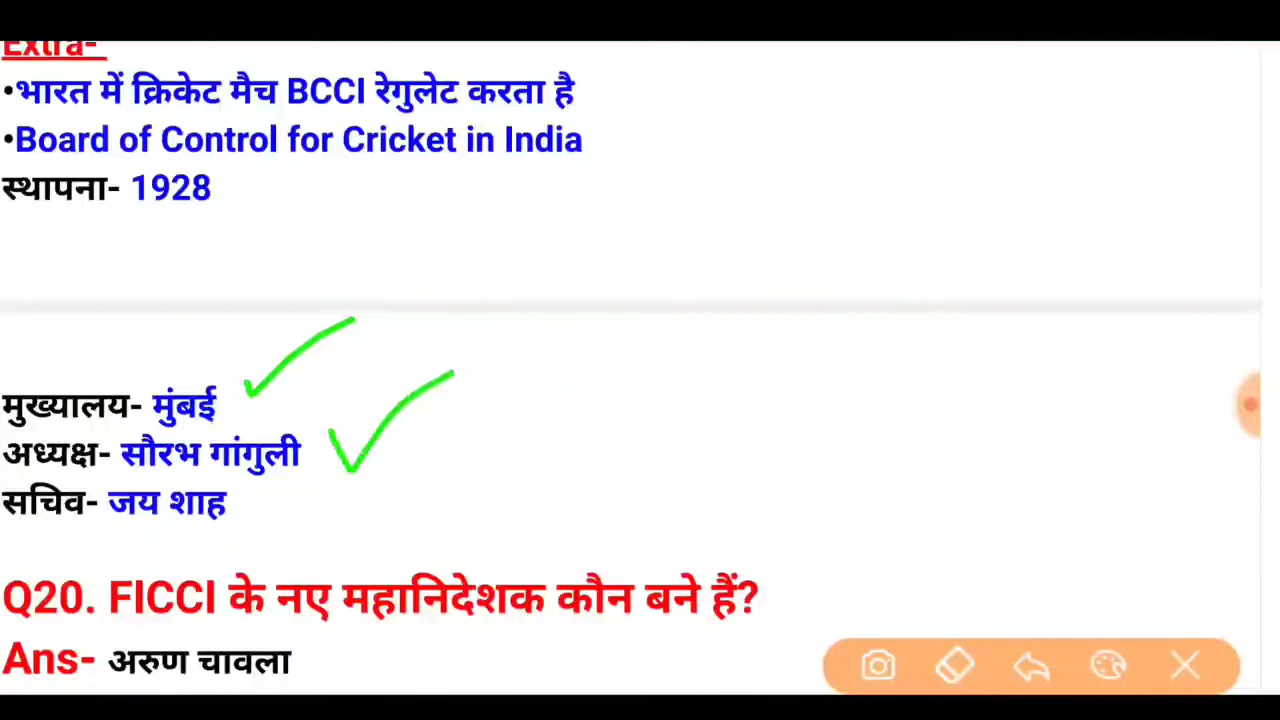 Extra-
•भारत में क्रिकेट मैच BCCI रेगुलेट करता है
•Board of Control for Cricket in India
स्थापना- 1928
मुख्यालय- मुंबई
अध्यक्ष- सौरभ गांगुली
सचिव- जय शाह
Q20. FICCI के नए महानिदेशक कौन बने हैं?
Ans- अरुण चावला